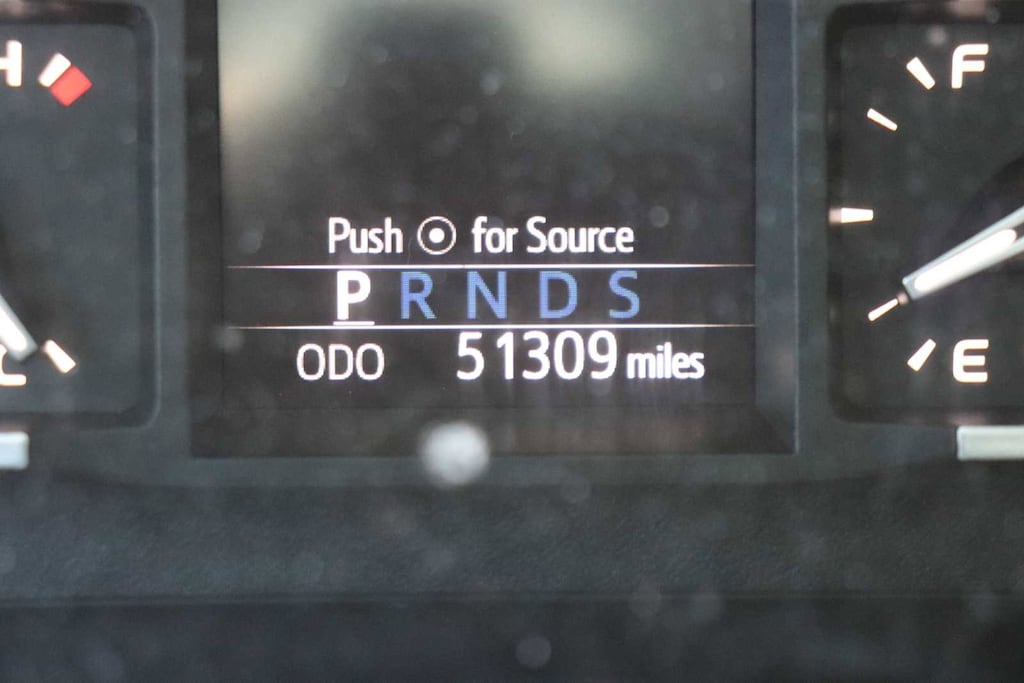 H
F
Push for Source
P R N D S
ODO 51309 miles
C
E